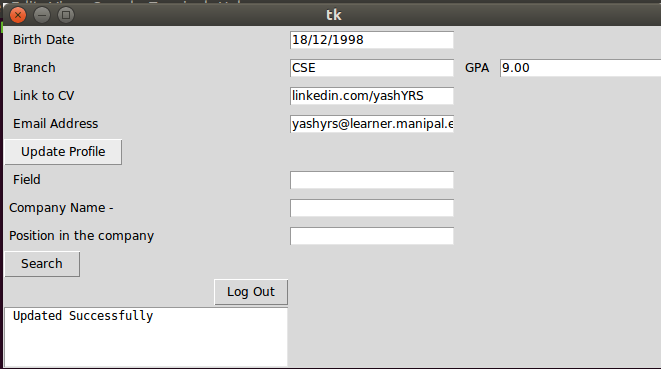 tk
Birth Date 18/12/1998
Branch CSE GPA 9.00
Link to CV linkedin.com/yashYRS
Email Address yashyrs@learner.manipal.e
Update Profile
Field
Company Name -
Position in the company
Search
Log Out
Updated Successfully